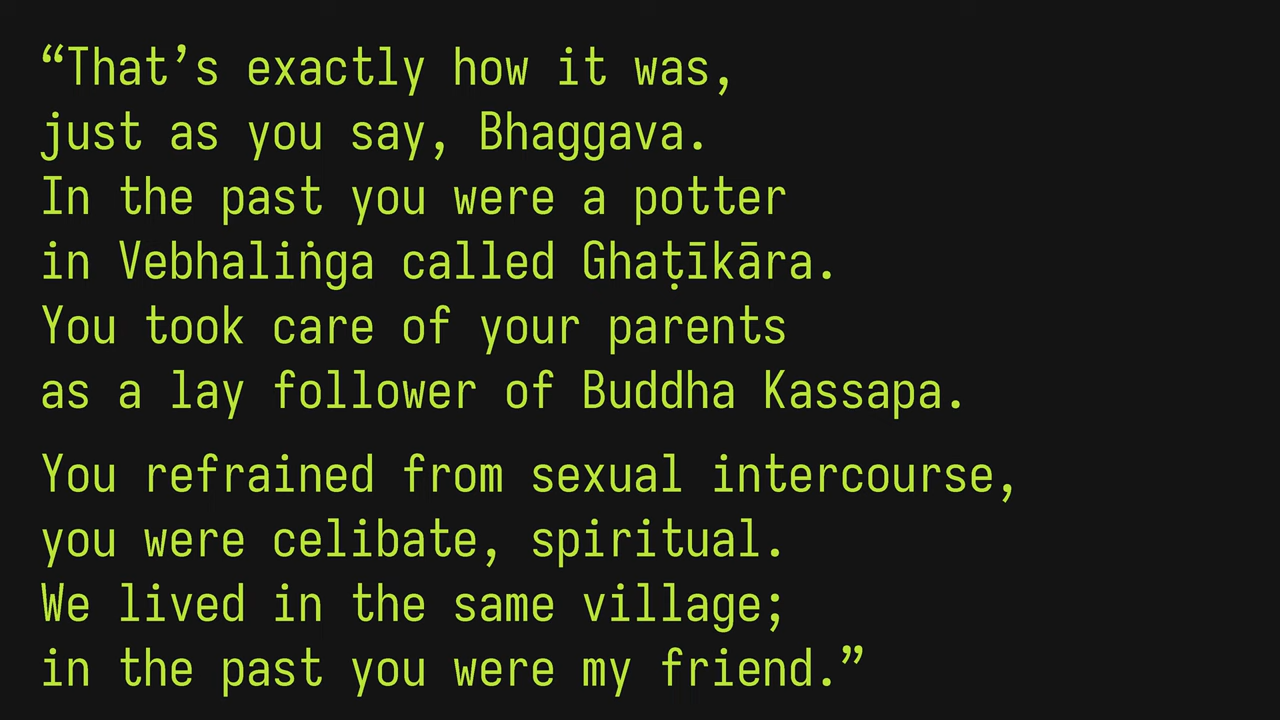 “That’s exactly how it was,
just as you say, Bhaggava.
In the past you were a potter
in Vebhaliṅga called Ghaṭīkāra.
You took care of your parents
as a lay follower of Buddha Kassapa.
You refrained from sexual intercourse,
you were celibate, spiritual.
We lived in the same village;
in the past you were my friend.”